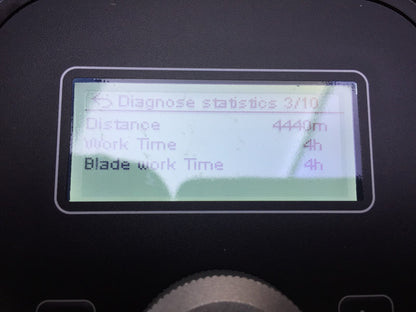 Diagnose statistics 3/10
Distance 4440m
Work Time 4h
Blade work Time 4h